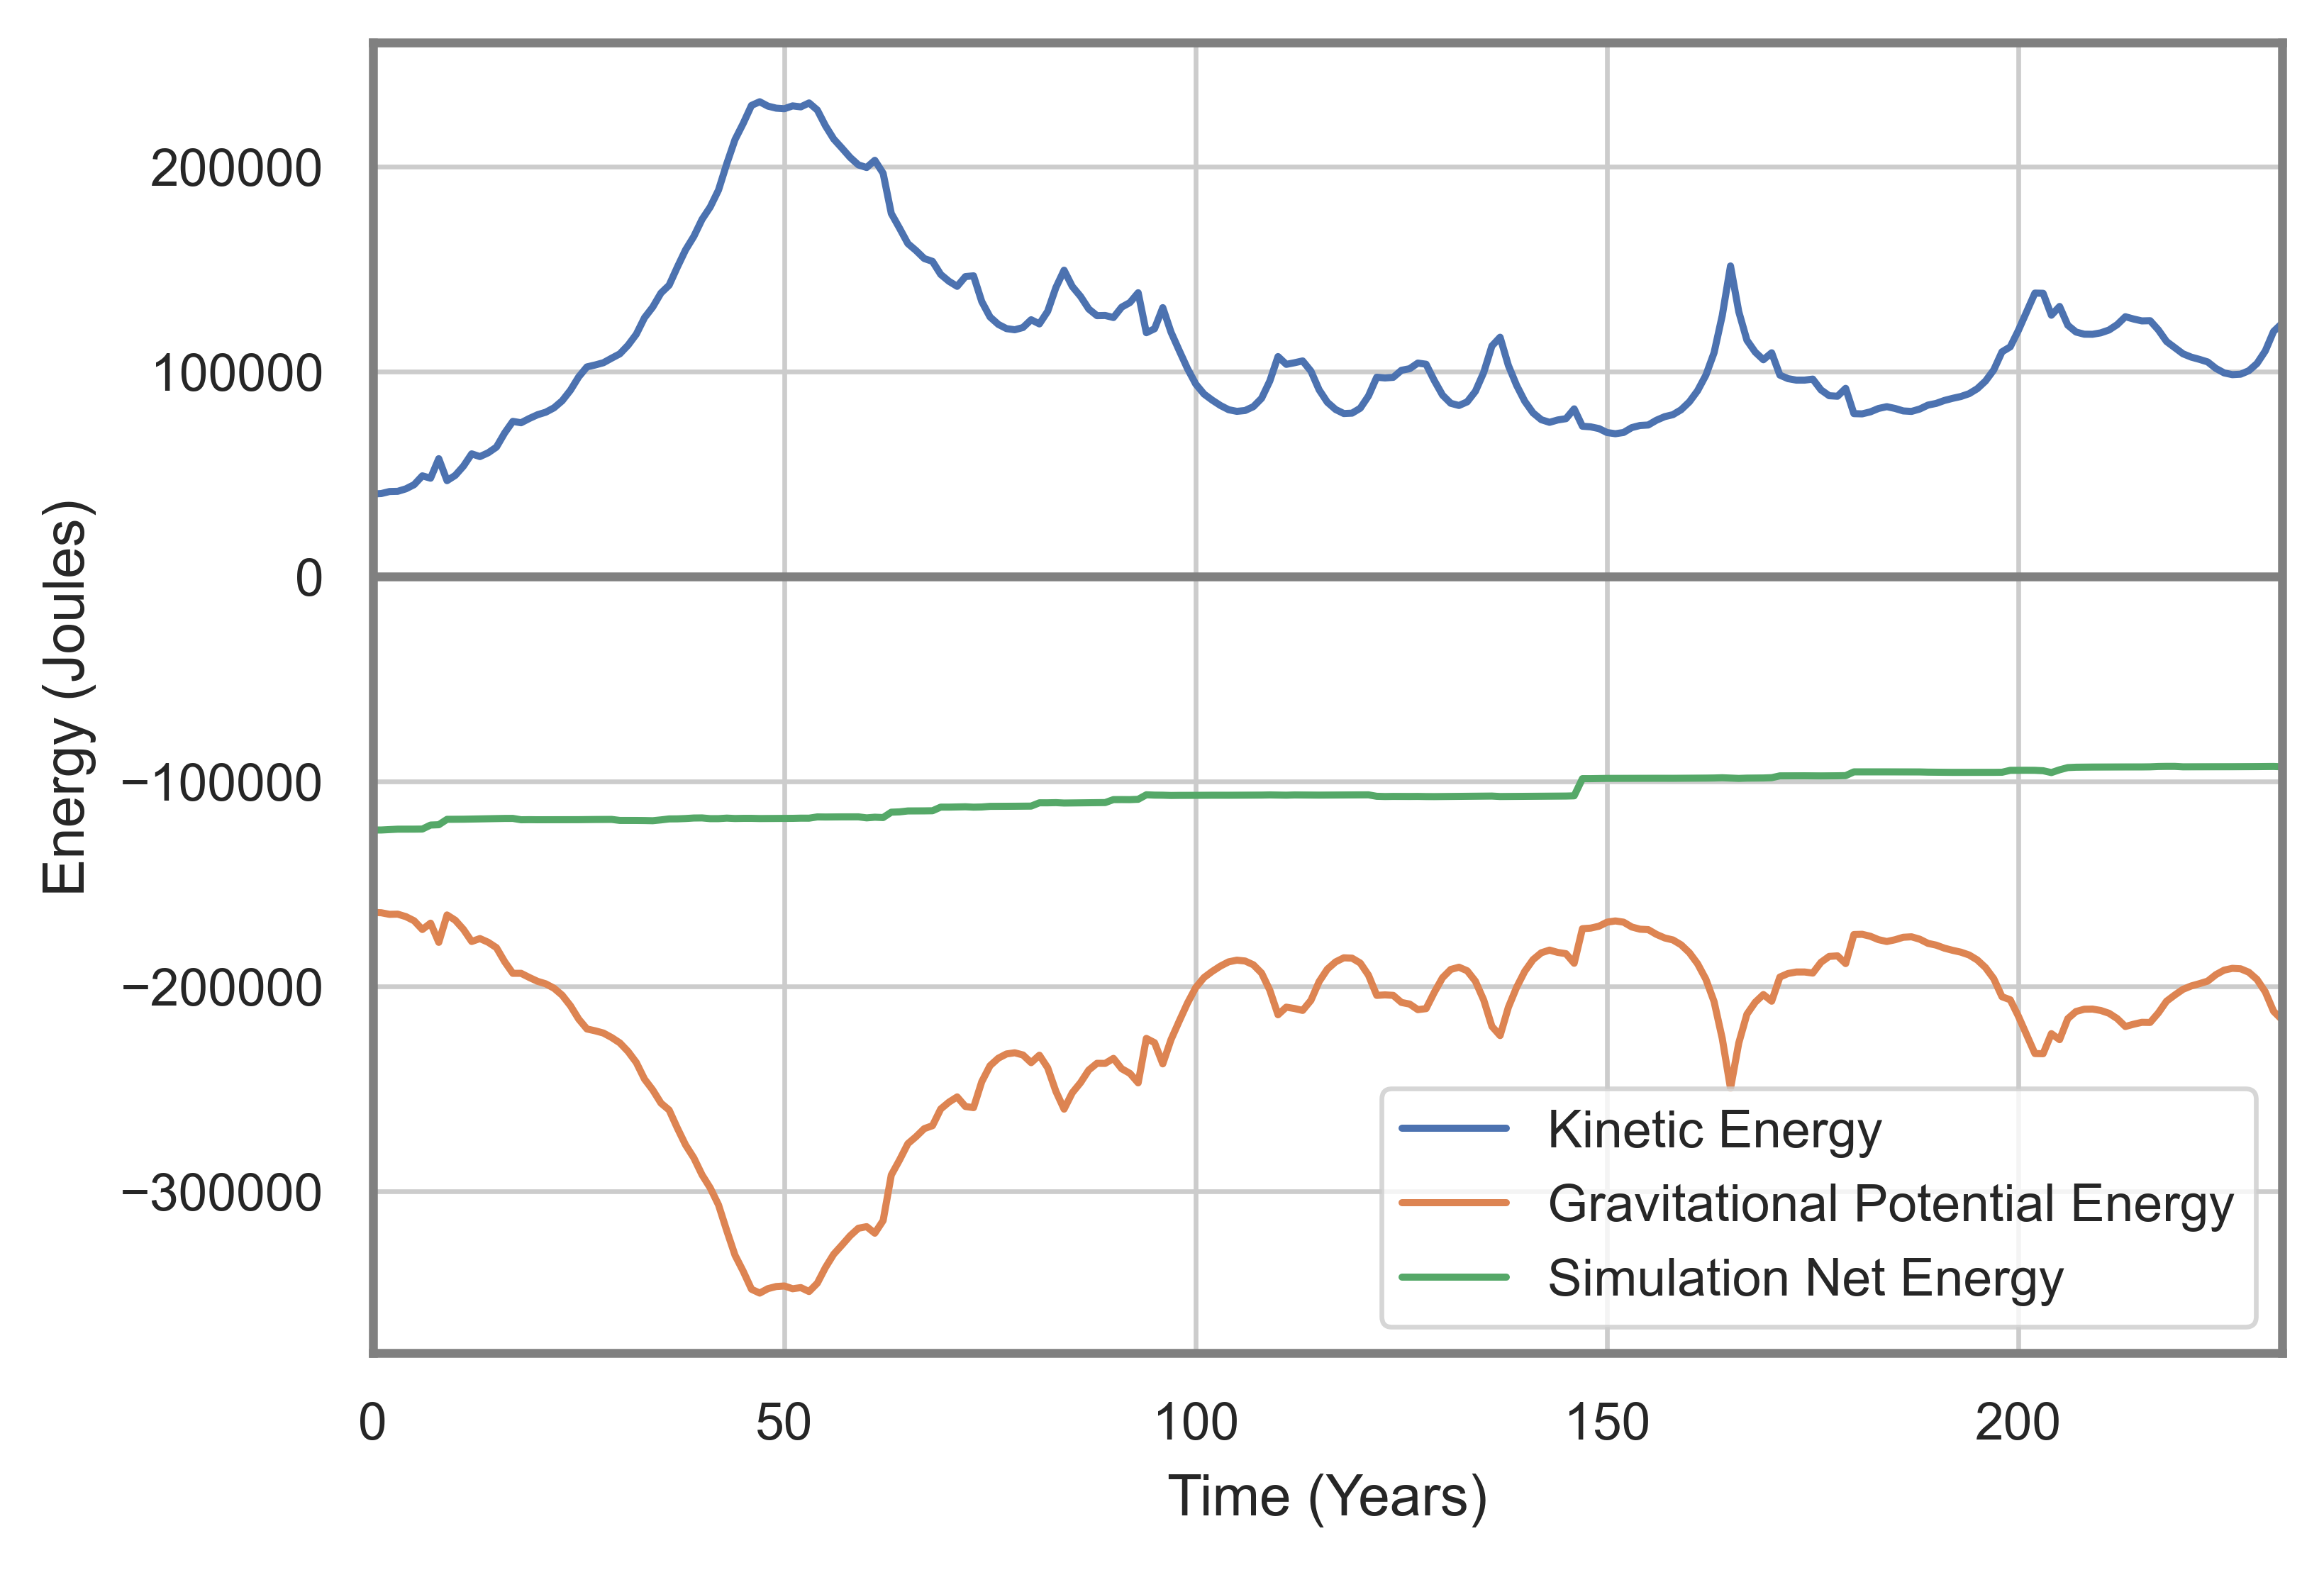 200000
100000
0
−100000
−200000
−300000
Energy (Joules)
Kinetic Energy
Gravitational Potential Energy
Simulation Net Energy
0 50 100 150 200
Time (Years)